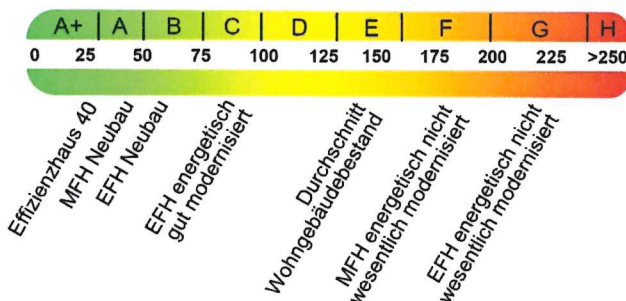 A+ A B C D E F G H
0 25 50 75 100 125 150 175 200 225 >250
Effizienzhaus 40
MFH Neubau
EFH Neubau
EFH energetisch
gut modernisiert
Durchschnitt
Wohngebäudebestand
MFH energetisch nicht
wesentlich modernisiert
EFH energetisch nicht
wesentlich modernisiert